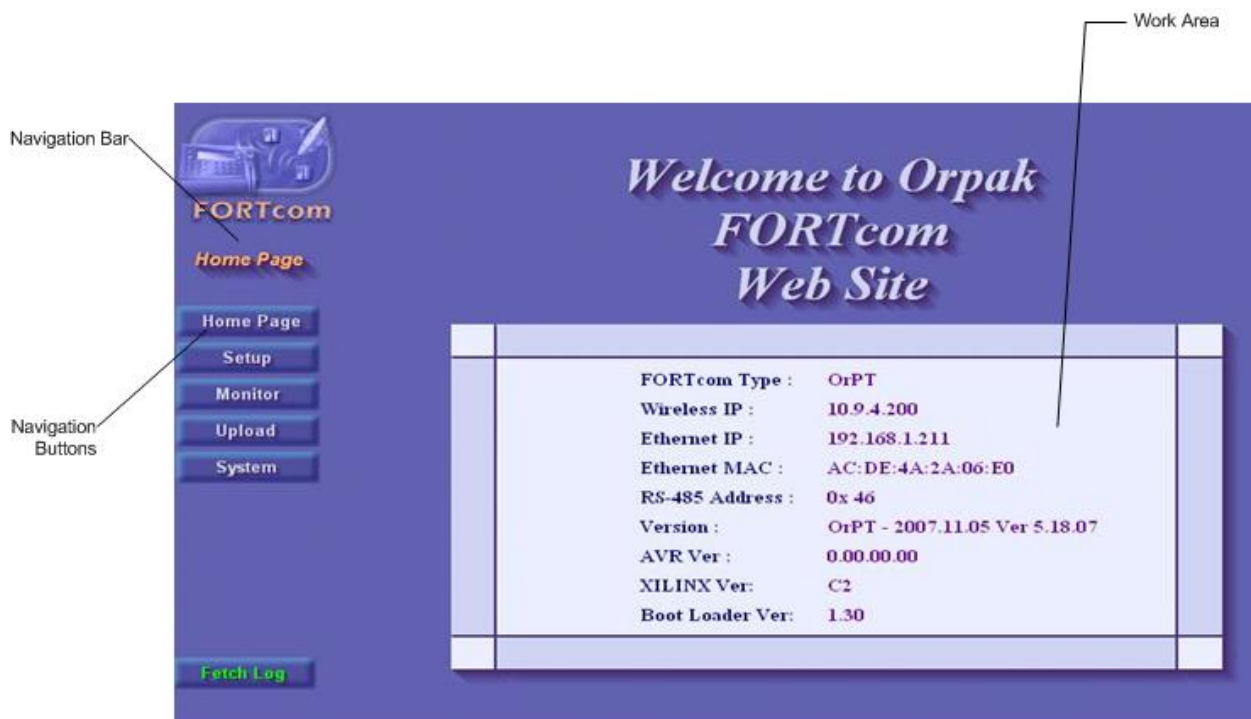 Work Area
Navigation Bar
FORTcom
Home Page
Welcome to Orpak
FORTcom
Web Site
Home Page
Setup
Monitor
Upload
System
Navigation
Buttons
FORTcom Type : OrPT
Wireless IP : 10.9.4.200
Ethernet IP : 192.168.1.211
Ethernet MAC : AC:DE:4A:2A:06:E0
RS-485 Address : 0x 46
Version : OrPT - 2007.11.05 Ver 5.18.07
AVR Ver : 0.00.00.00
XILINX Ver: C2
Boot Loader Ver: 1.30
Fetch Log